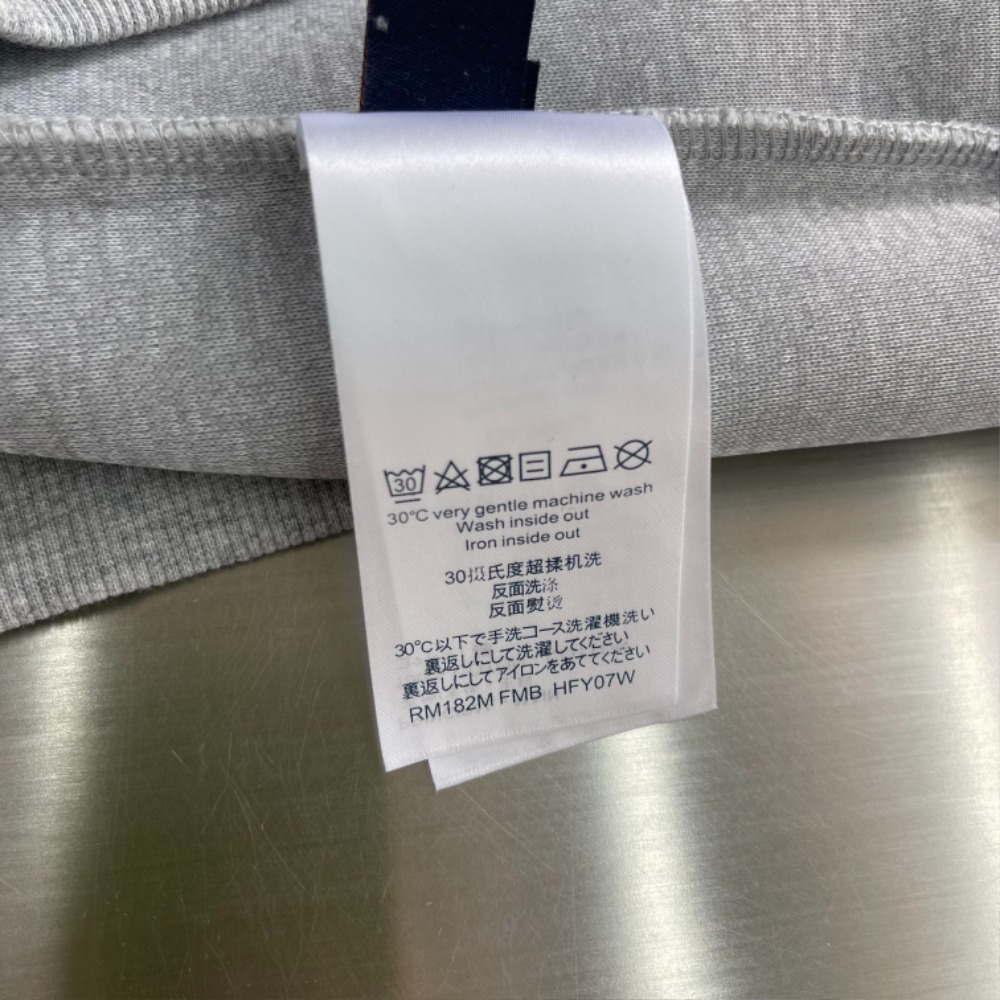 30
30°C very gentle machine wash
Wash inside out
Iron inside out
30摄氏度超揉机洗
反面洗涤
反面熨烫
30℃以下で手洗コース洗濯機洗い
裏返しにして洗濯してください
裏返しにしてアイロンをあててください
RM182M FMB HFY07W